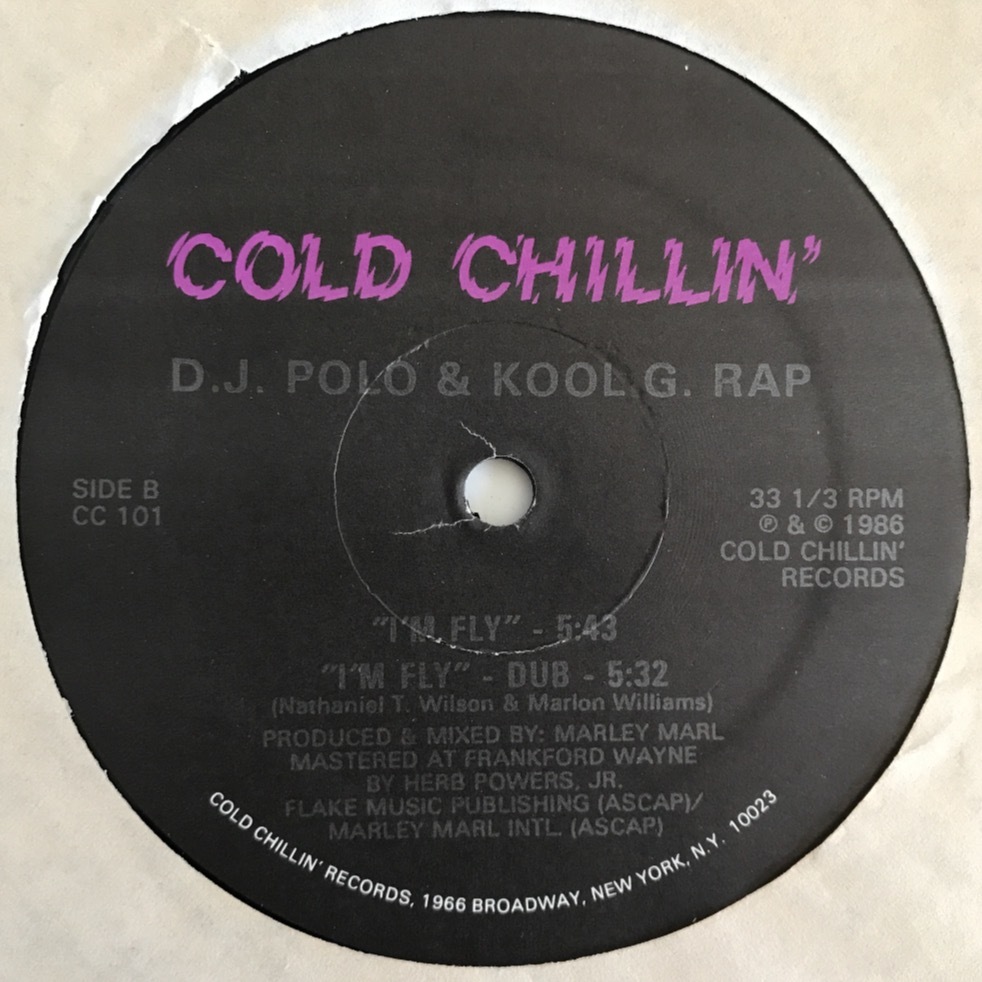 COLD CHILLIN'
D.J. POLO & KOOL G. RAP
SIDE B
CC 101
33 1/3 RPM
℗ & © 1986
COLD CHILLIN'
RECORDS
"I'M FLY" - 5:43
"I'M FLY" - DUB - 5:32
(Nathaniel T. Wilson & Marlon Williams)
PRODUCED & MIXED BY: MARLEY MARL
MASTERED AT FRANKFORD WAYNE
BY HERB POWERS, JR.
FLAKE MUSIC PUBLISHING (ASCAP)/
MARLEY MARL INTL. (ASCAP)
COLD CHILLIN' RECORDS, 1966 BROADWAY, NEW YORK, N.Y. 10023